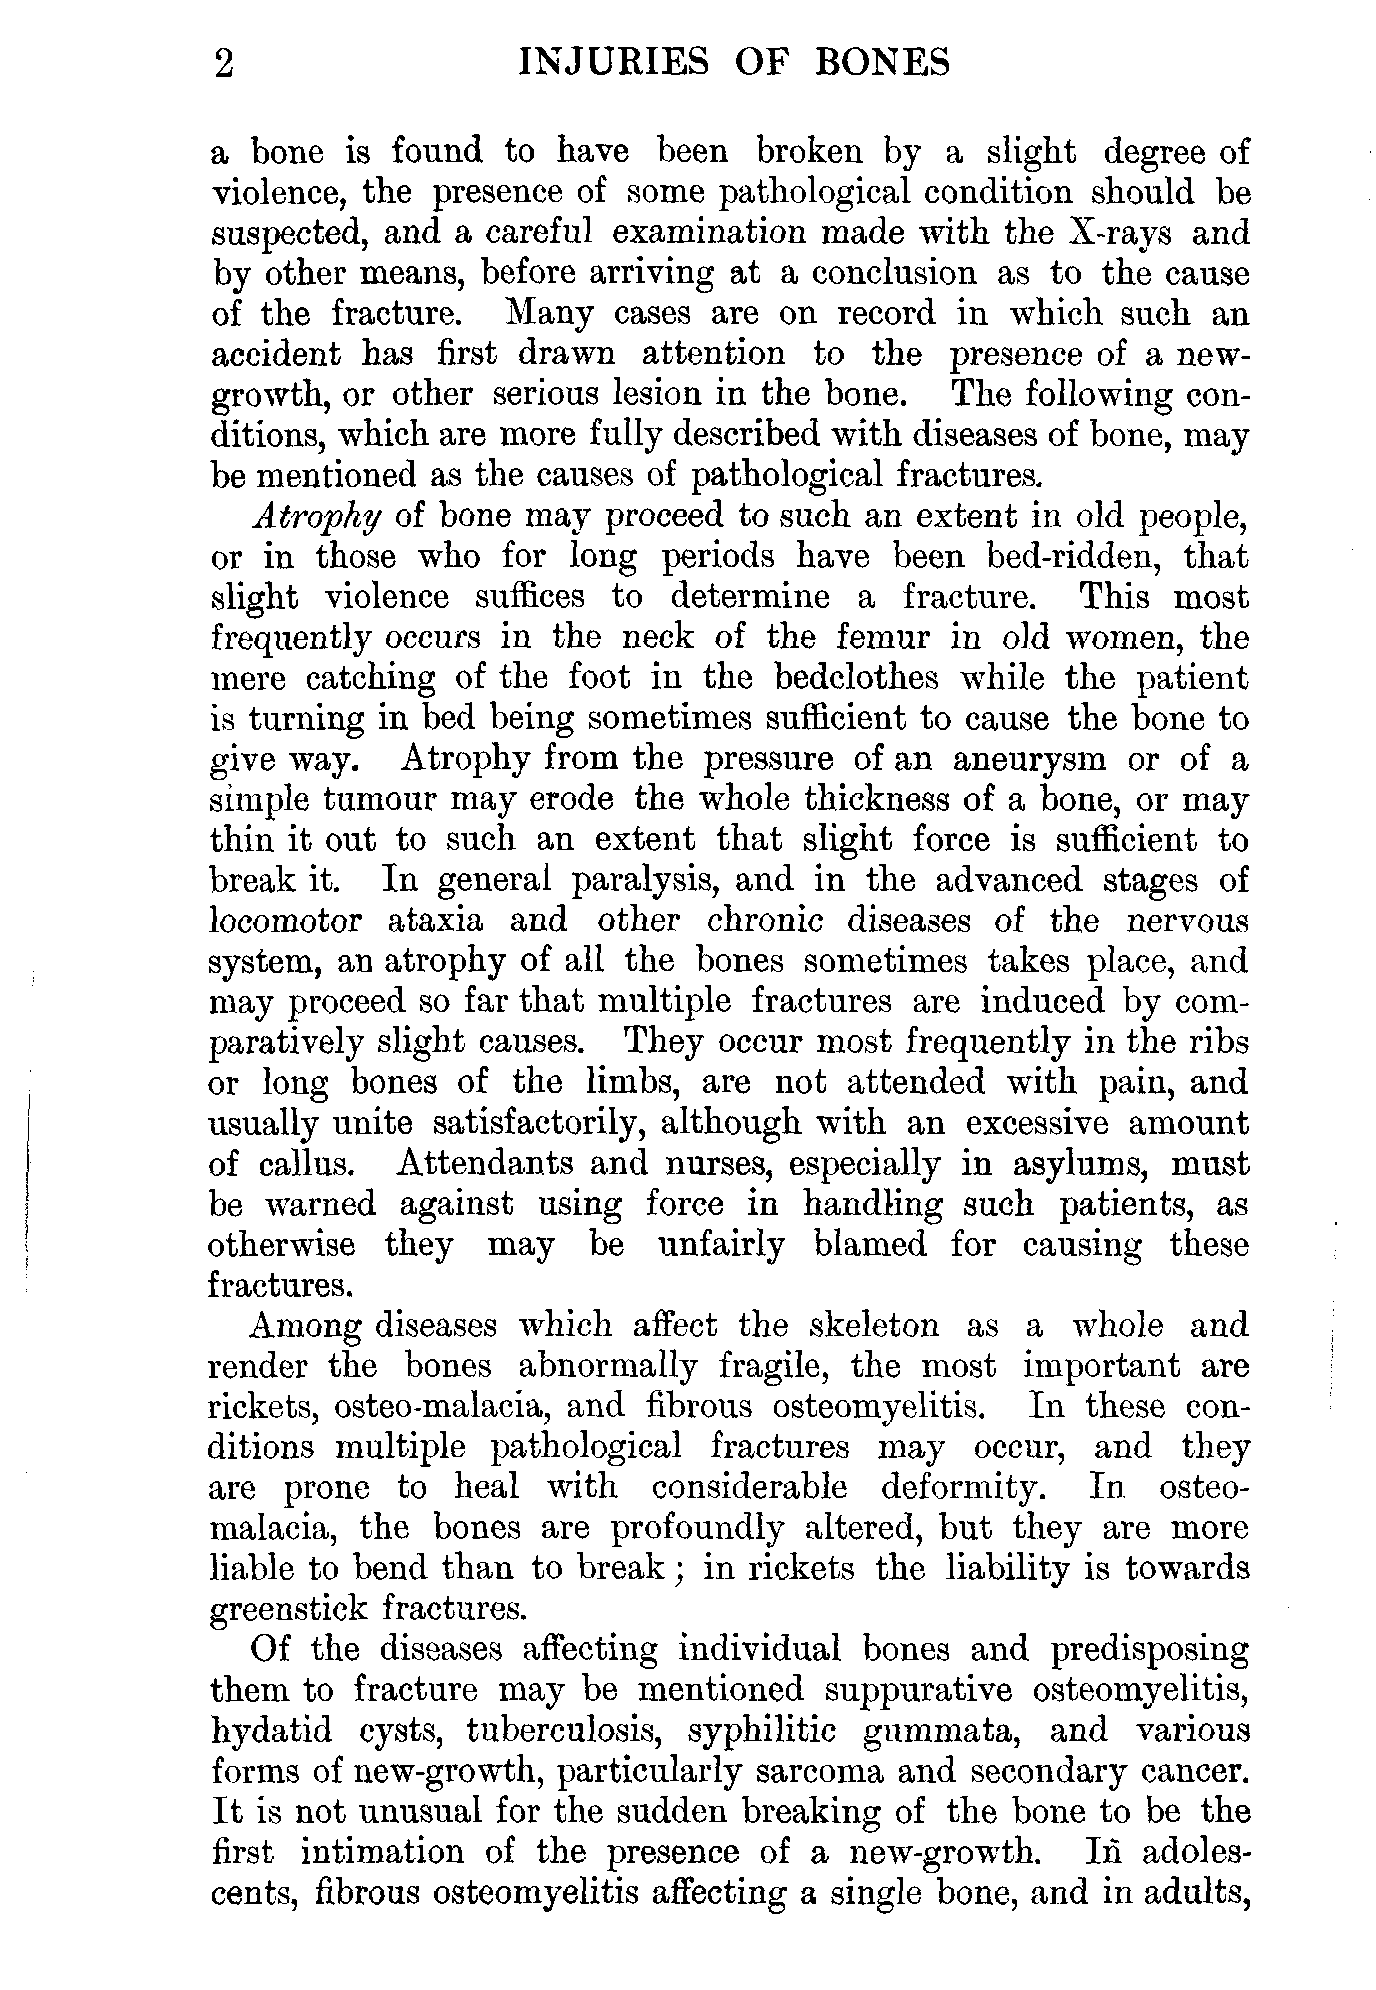 2 INJURIES OF BONES
a bone is found to have been broken by a slight degree of
violence, the presence of some pathological condition should be
suspected, and a careful examination made with the X-rays and
by other means, before arriving at a conclusion as to the cause
of the fracture. Many cases are on record in which such an
accident has first drawn attention to the presence of a new-
growth, or other serious lesion in the bone. The following con-
ditions, which are more fully described with diseases of bone, may
be mentioned as the causes of pathological fractures.
Atrophy of bone may proceed to such an extent in old people,
or in those who for long periods have been bed-ridden, that
slight violence suffices to determine a fracture. This most
frequently occurs in the neck of the femur in old women, the
mere catching of the foot in the bedclothes while the patient
is turning in bed being sometimes sufficient to cause the bone to
give way. Atrophy from the pressure of an aneurysm or of a
simple tumour may erode the whole thickness of a bone, or may
thin it out to such an extent that slight force is sufficient to
break it. In general paralysis, and in the advanced stages of
locomotor ataxia and other chronic diseases of the nervous
system, an atrophy of all the bones sometimes takes place, and
may proceed so far that multiple fractures are induced by com-
paratively slight causes. They occur most frequently in the ribs
or long bones of the limbs, are not attended with pain, and
usually unite satisfactorily, although with an excessive amount
of callus. Attendants and nurses, especially in asylums, must
be warned against using force in handling such patients, as
otherwise they may be unfairly blamed for causing these
fractures.
Among diseases which affect the skeleton as a whole and
render the bones abnormally fragile, the most important are
rickets, osteo-malacia, and fibrous osteomyelitis. In these con-
ditions multiple pathological fractures may occur, and they
are prone to heal with considerable deformity. In osteo-
malacia, the bones are profoundly altered, but they are more
liable to bend than to break; in rickets the liability is towards
greenstick fractures.
Of the diseases affecting individual bones and predisposing
them to fracture may be mentioned suppurative osteomyelitis,
hydatid cysts, tuberculosis, syphilitic gummata, and various
forms of new-growth, particularly sarcoma and secondary cancer.
It is not unusual for the sudden breaking of the bone to be the
first intimation of the presence of a new-growth. In adoles-
cents, fibrous osteomyelitis affecting a single bone, and in adults,